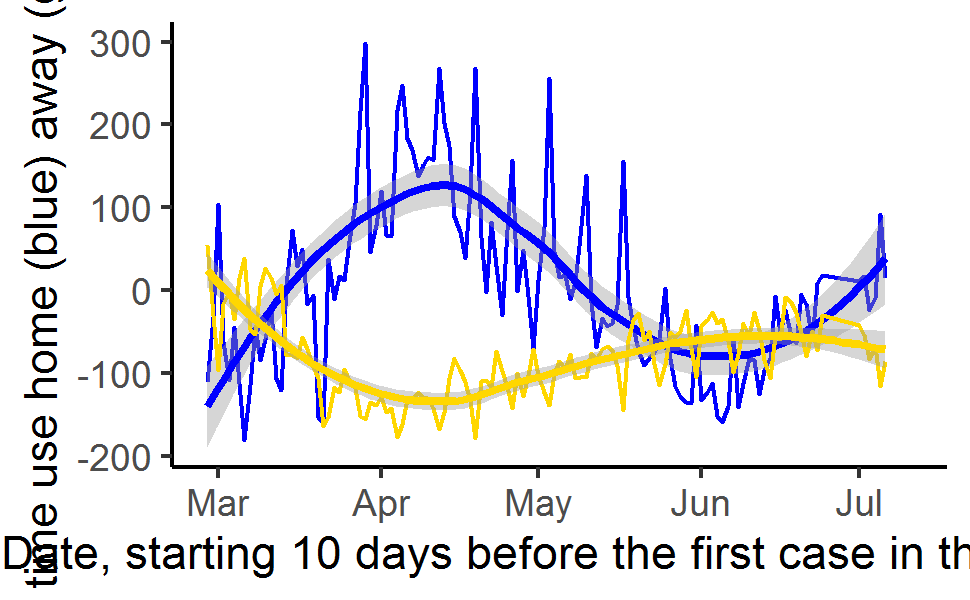 time use home (blue) away (
300
200
100
0
-100
-200
Mar Apr May Jun Jul
Date, starting 10 days before the first case in th